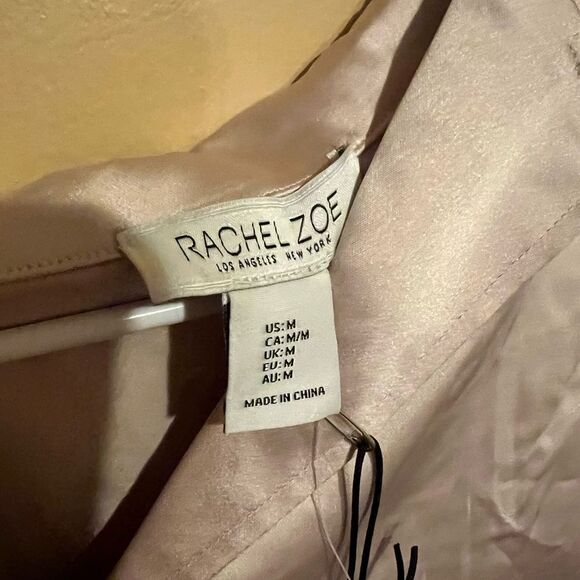 RACHEL ZOE
LOS ANGELES NEW YORK
US: M
CA: M/M
UK: M
EU: M
AU: M
MADE IN CHINA